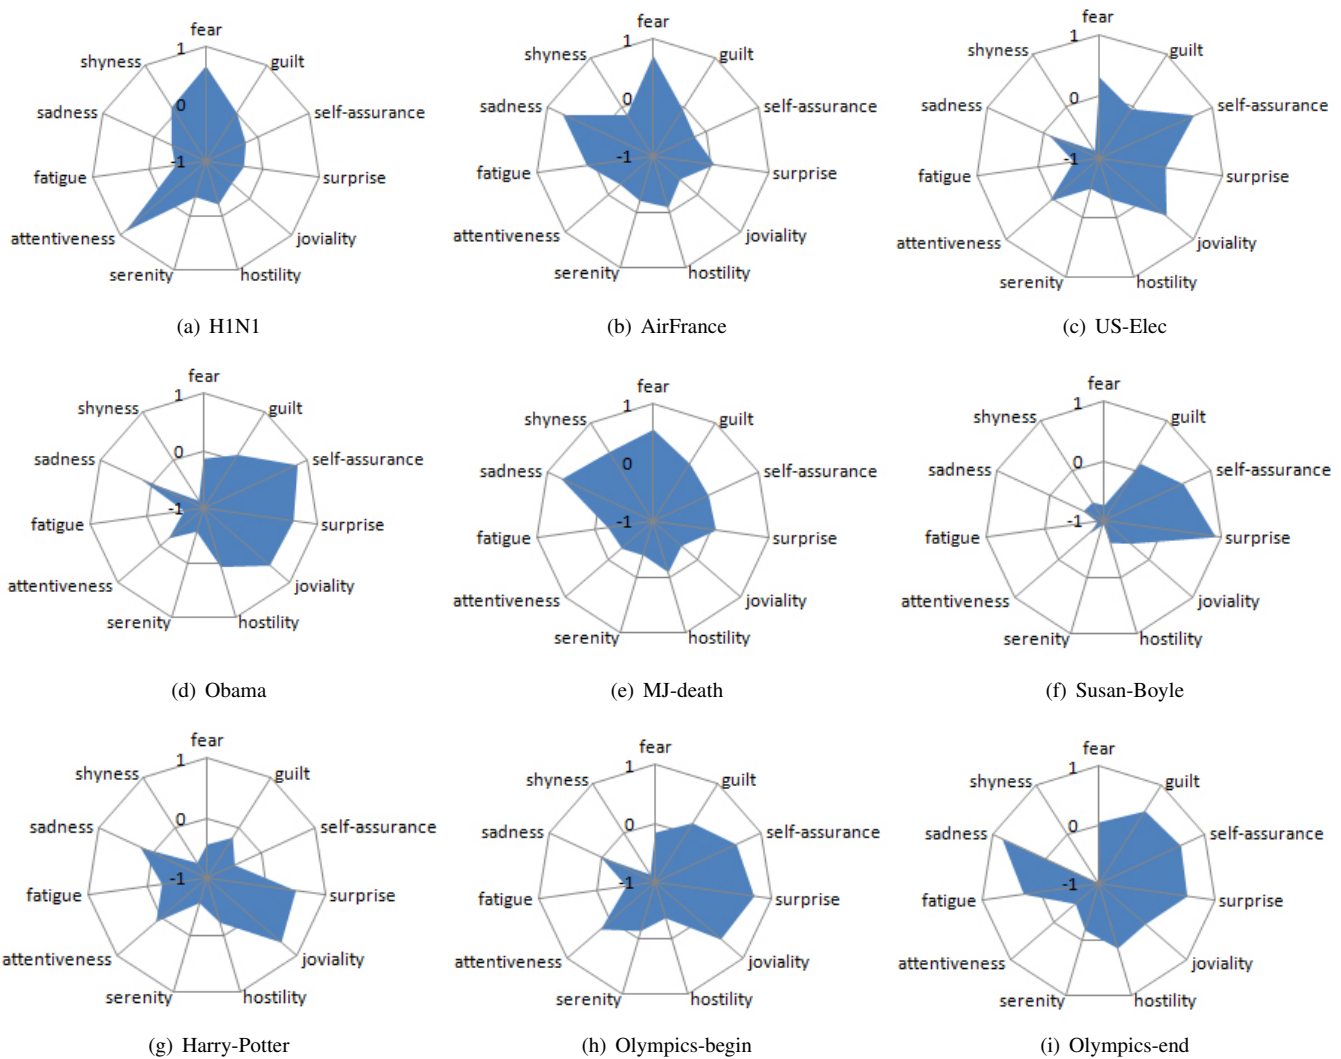 fear
1
shyness
guilt
sadness
0
self-assurance
-1
fatigue
surprise
attentiveness
joviality
serenity
hostility
(a) H1N1
fear
1
shyness
guilt
sadness
0
self-assurance
-1
fatigue
surprise
attentiveness
joviality
serenity
hostility
(b) AirFrance
fear
1
shyness
guilt
sadness
0
self-assurance
-1
fatigue
surprise
attentiveness
joviality
serenity
hostility
(c) US-Elec
fear
1
shyness
guilt
sadness
0
self-assurance
-1
fatigue
surprise
attentiveness
joviality
serenity
hostility
(d) Obama
fear
1
shyness
guilt
sadness
0
self-assurance
-1
fatigue
surprise
attentiveness
joviality
serenity
hostility
(e) MJ-death
fear
1
shyness
guilt
sadness
0
self-assurance
-1
fatigue
surprise
attentiveness
joviality
serenity
hostility
(f) Susan-Boyle
fear
1
shyness
guilt
sadness
0
self-assurance
-1
fatigue
surprise
attentiveness
joviality
serenity
hostility
(g) Harry-Potter
fear
1
shyness
guilt
sadness
0
self-assurance
-1
fatigue
surprise
attentiveness
joviality
serenity
hostility
(h) Olympics-begin
fear
1
shyness
guilt
sadness
0
self-assurance
-1
fatigue
surprise
attentiveness
joviality
serenity
hostility
(i) Olympics-end